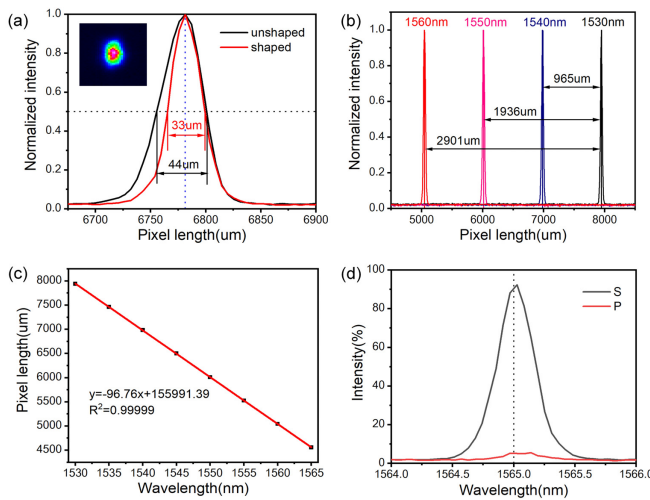 (a)
Normalized intensity
1.0
0.8
0.6
0.4
0.2
0.0
unshaped
shaped
33um
44um
6700 6750 6800 6850 6900
Pixel length(um)
(b)
Normalized intensity
1.0
0.8
0.6
0.4
0.2
0.0
1560nm 1550nm 1540nm 1530nm
965um
1936um
2901um
5000 6000 7000 8000
Pixel length(um)
(c)
Pixel length(um)
8000
7500
7000
6500
6000
5500
5000
4500
y=-96.76x+155991.39
R²=0.99999
1530 1535 1540 1545 1550 1555 1560 1565
Wavelength(nm)
(d)
Intensity(%)
100
80
60
40
20
0
S
P
1564.0 1564.5 1565.0 1565.5 1566.0
Wavelength(nm)